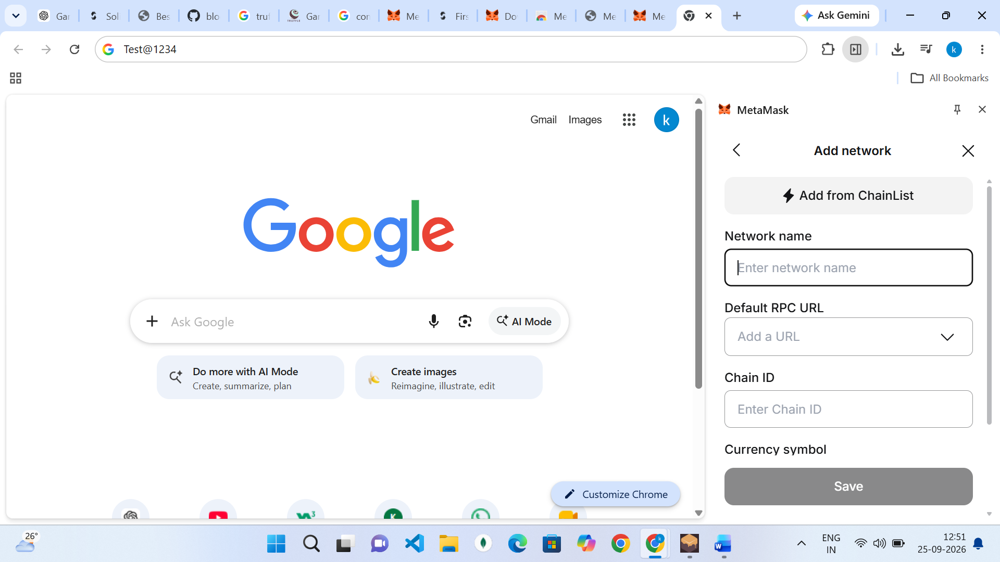 Gar
Sol
Bes
blo
truf
Gar
con
Me
Firs
Do
Me
Me
Me
Ask Gemini
Test@1234
k
All Bookmarks
Gmail
Images
k
Google
Ask Google
AI Mode
Do more with AI Mode
Create, summarize, plan
Create images
Reimagine, illustrate, edit
Customize Chrome
MetaMask
Add network
Add from ChainList
Network name
Enter network name
Default RPC URL
Add a URL
Chain ID
Enter Chain ID
Currency symbol
Save
26°
ENG
IN
12:51
25-09-2026